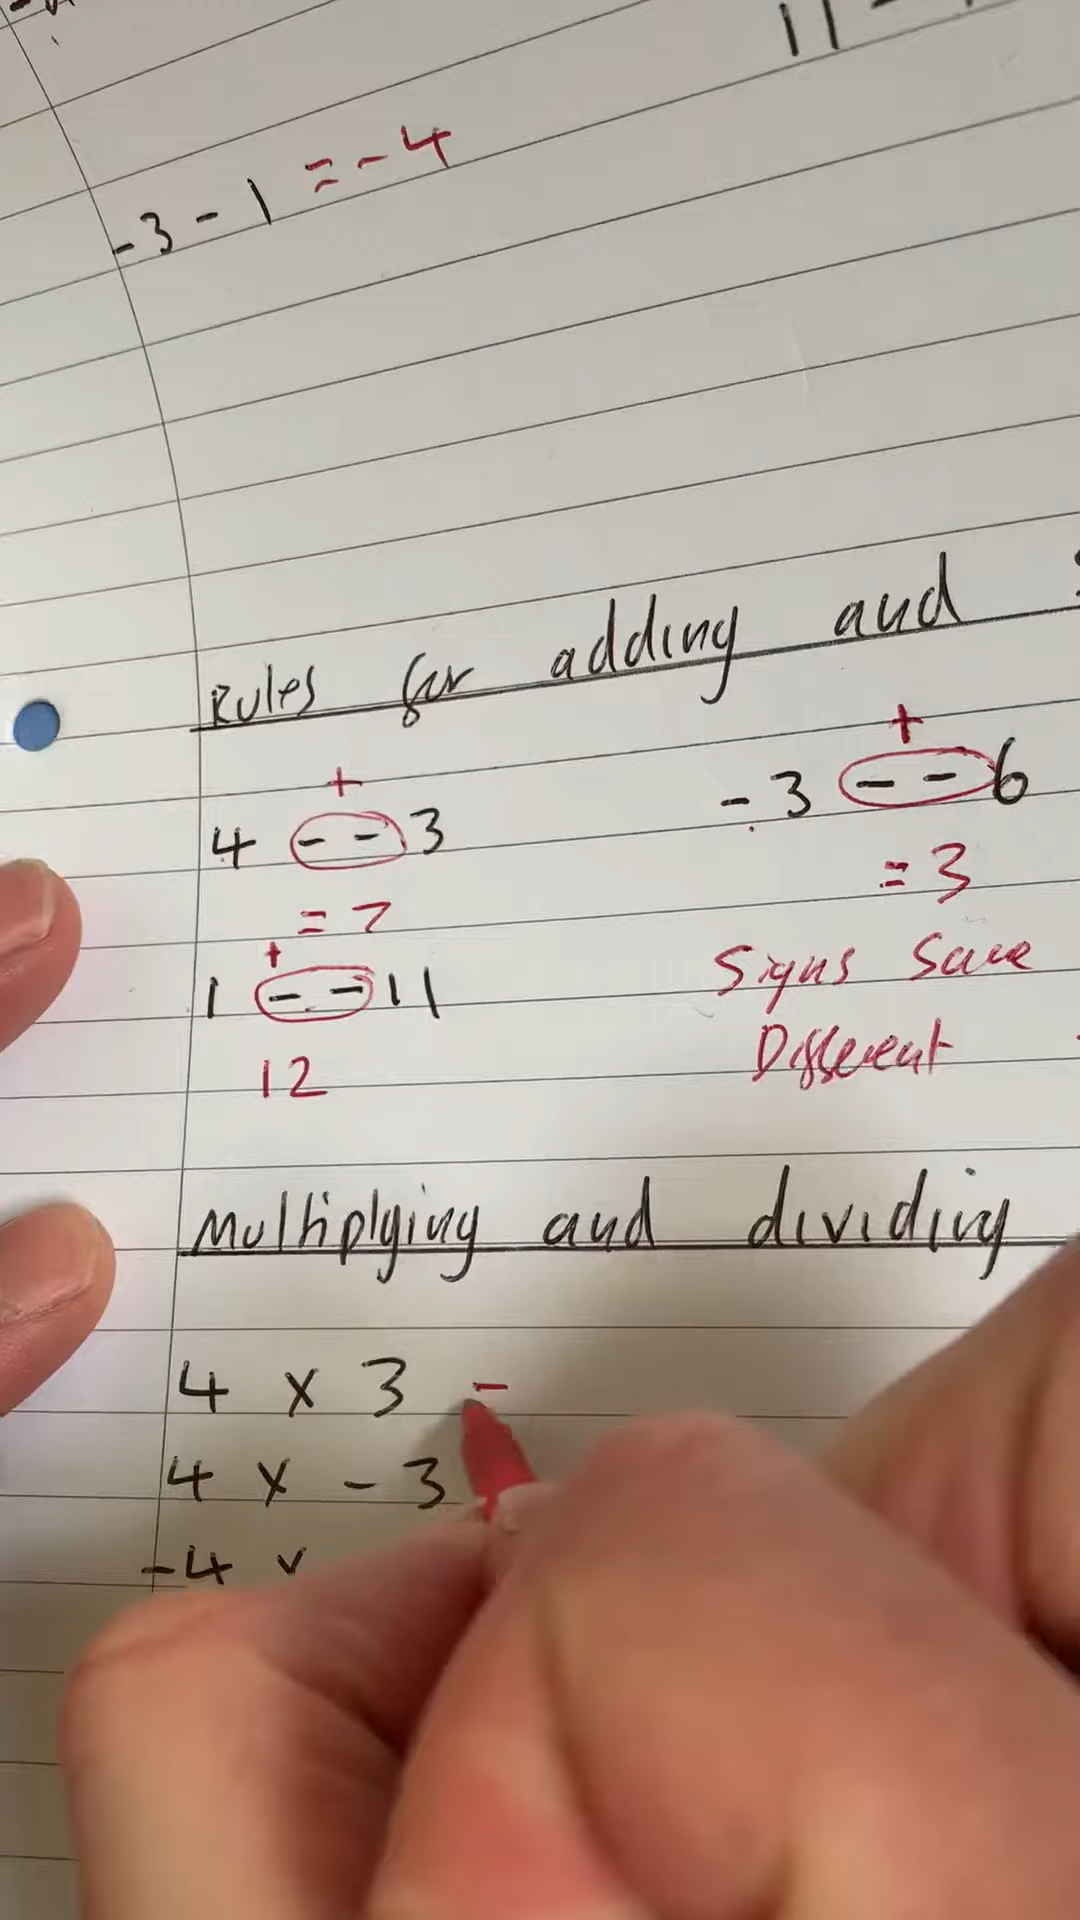 11
-3 - 1 = -4
Rules for adding and
+
+
4 - - 3
-3 - - 6
= 7
= 3
+
1 - - 11
Signs Same
12
Different
Multiplying and dividing
4 x 3 -
4 x - 3
-4